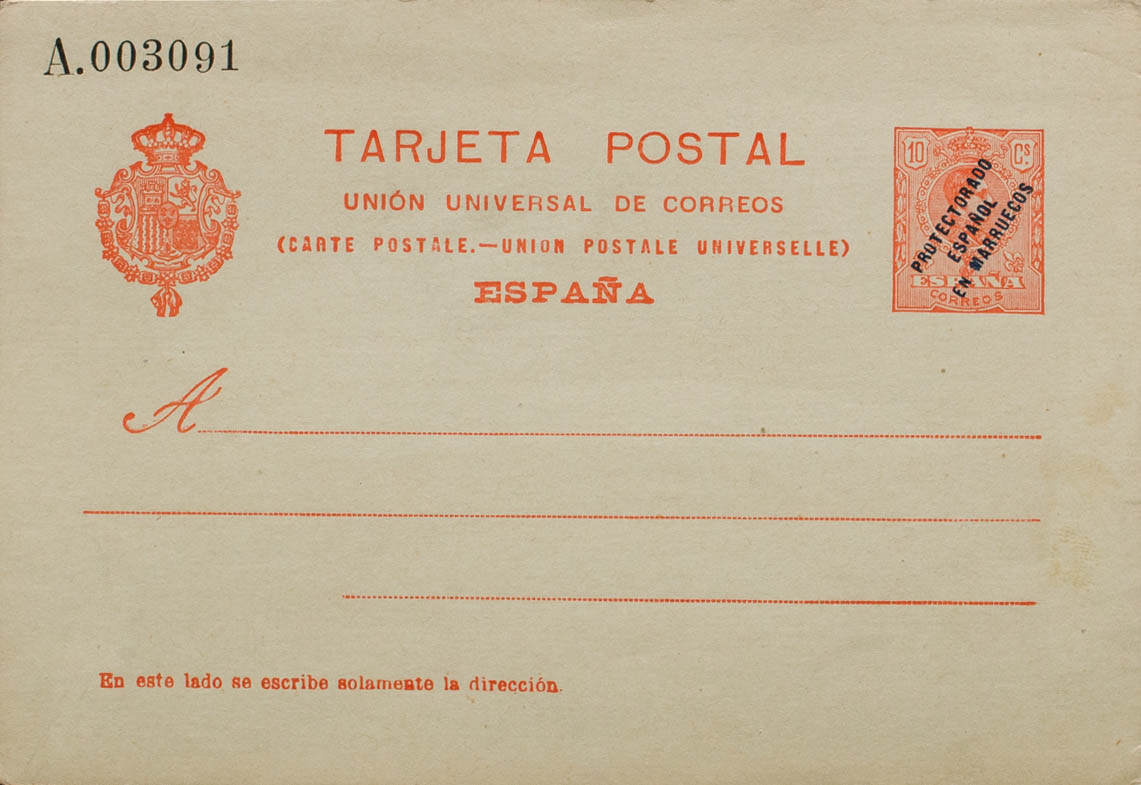 A.003091
TARJETA POSTAL
UNIÓN UNIVERSAL DE CORREOS
(CARTE POSTALE.—UNION POSTALE UNIVERSELLE)
ESPAÑA
10 Cs.
PROTECTORADO
ESPAÑOL
EN MARRUECOS
ESPAÑA
CORREOS
A
En este lado se escribe solamente la dirección.